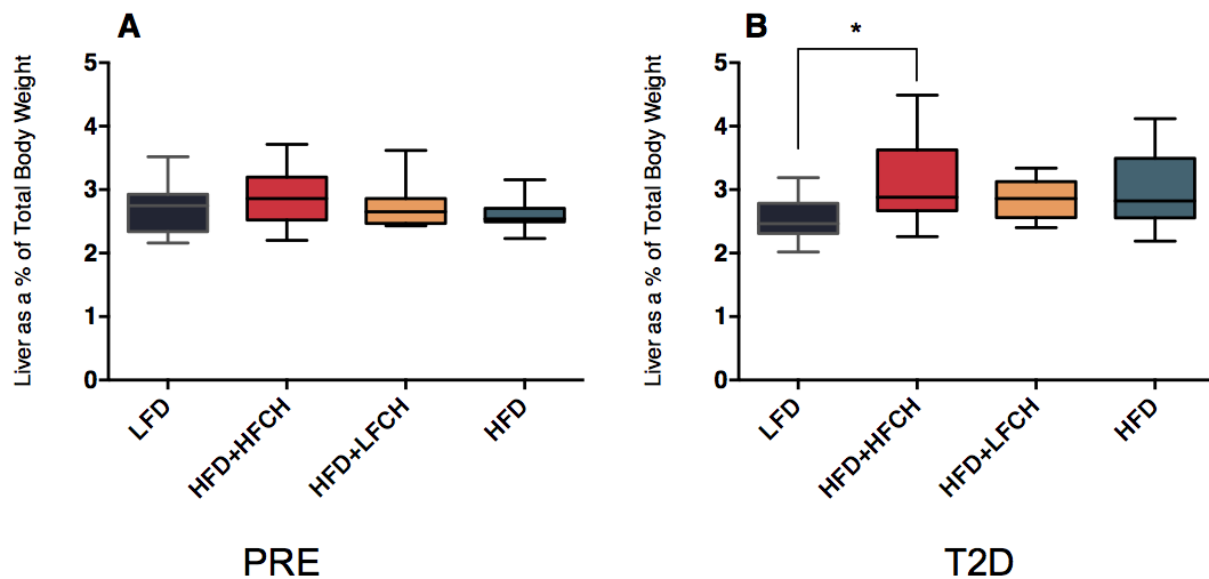 A
Liver as a % of Total Body Weight
5
4
3
2
1
0
LFD
HFD+HFCH
HFD+LFCH
HFD
PRE
B
*
Liver as a % of Total Body Weight
5
4
3
2
1
0
LFD
HFD+HFCH
HFD+LFCH
HFD
T2D